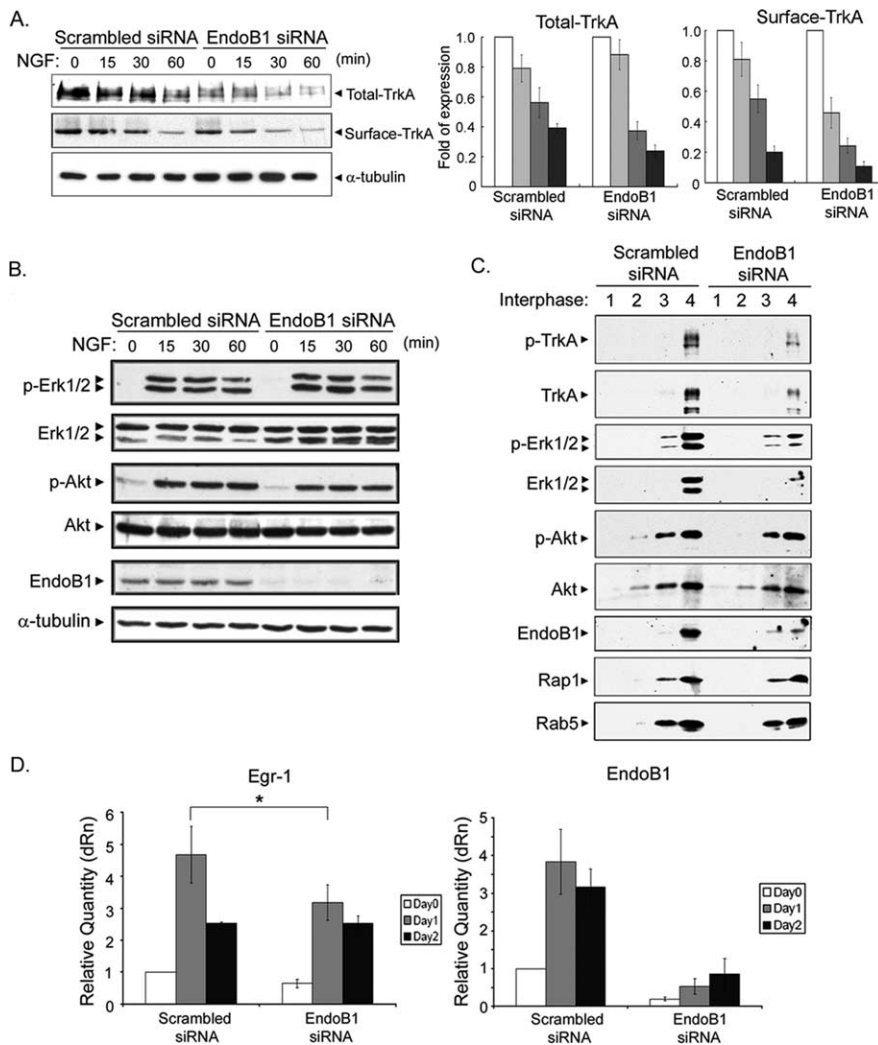 A.
Scrambled siRNA EndoB1 siRNA
NGF: 0 15 30 60 0 15 30 60 (min)
Total-TrkA
Surface-TrkA
α-tubulin
Total-TrkA
Fold of expression
1.0
0.8
0.6
0.4
0.2
Scrambled siRNA
EndoB1 siRNA
Surface-TrkA
1.0
0.8
0.6
0.4
0.2
0
Scrambled siRNA
EndoB1 siRNA
B.
Scrambled siRNA EndoB1 siRNA
NGF: 0 15 30 60 0 15 30 60 (min)
p-Erk1/2
Erk1/2
p-Akt
Akt
EndoB1
α-tubulin
C.
Scrambled siRNA
EndoB1 siRNA
Interphase: 1 2 3 4 1 2 3 4
p-TrkA
TrkA
p-Erk1/2
Erk1/2
p-Akt
Akt
EndoB1
Rap1
Rab5
D.
Egr-1
*
Relative Quantity (dRn)
6
5
4
3
2
1
0
Scrambled siRNA
EndoB1 siRNA
Day0
Day1
Day2
EndoB1
Relative Quantity (dRn)
5
4
3
2
1
0
Scrambled siRNA
EndoB1 siRNA
Day0
Day1
Day2